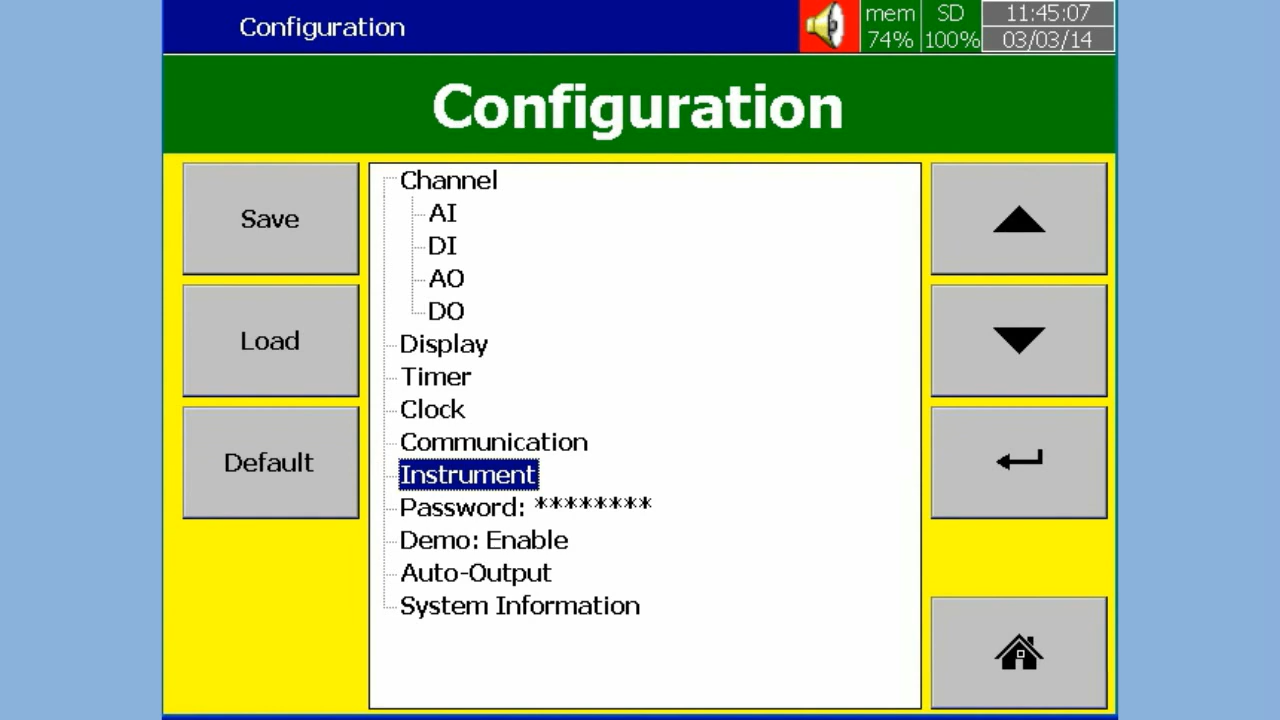 Configuration
mem
74%
SD
100%
11:45:07
03/03/14
Configuration
Save
Load
Default
Channel
AI
DI
AO
DO
Display
Timer
Clock
Communication
Instrument
Password: ********
Demo: Enable
Auto-Output
System Information